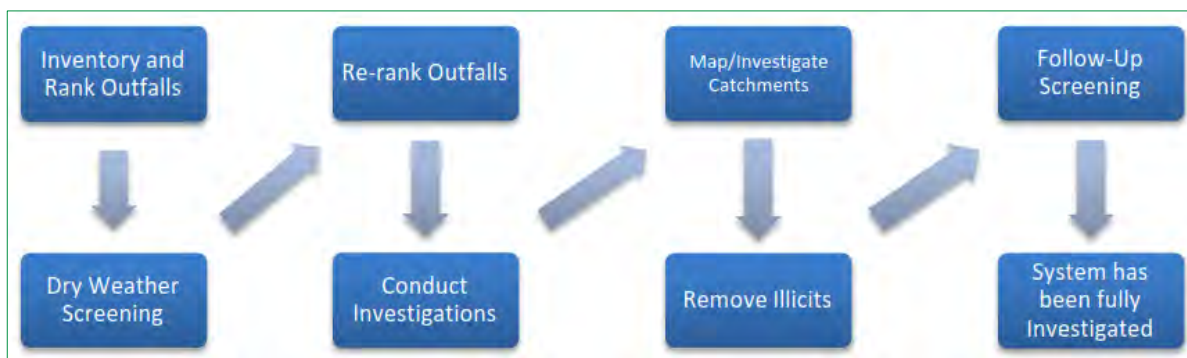 Inventory and
Rank Outfalls
Dry Weather
Screening
Re-rank Outfalls
Conduct
Investigations
Map/Investigate
Catchments
Remove Illicits
Follow-Up
Screening
System has
been fully
Investigated